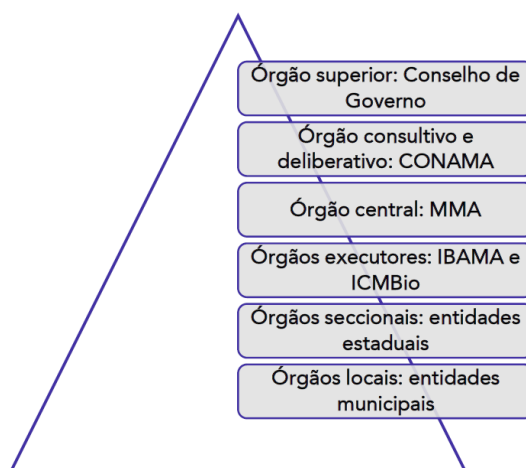 Órgão superior: Conselho de
Governo
Órgão consultivo e
deliberativo: CONAMA
Órgão central: MMA
Órgãos executores: IBAMA e
ICMBio
Órgãos seccionais: entidades
estaduais
Órgãos locais: entidades
municipais